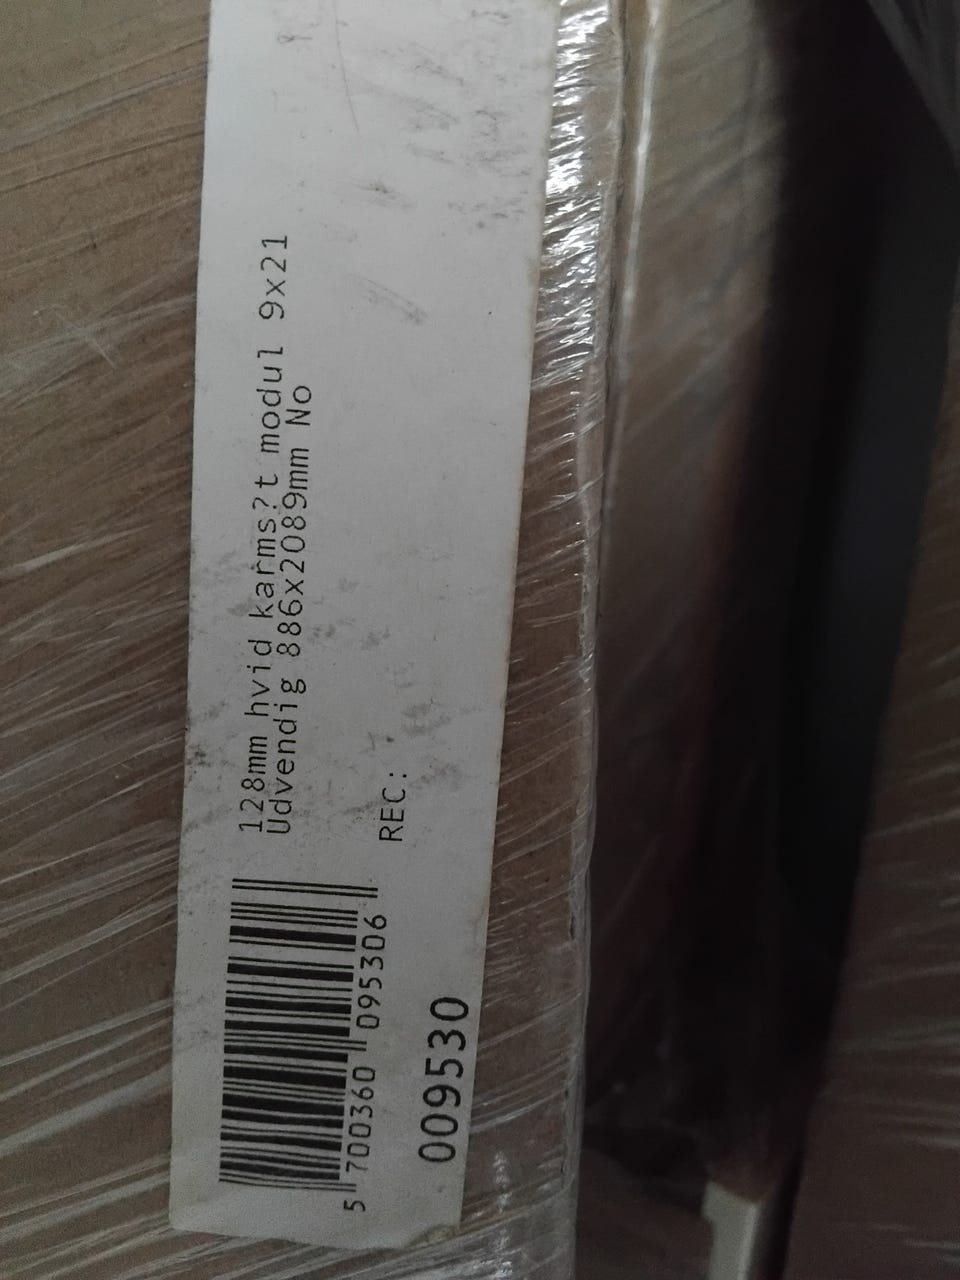 128mm hvid karms?t modul 9x21
Udvendig 886x2089mm No
REC:
5 700360 095306
009530